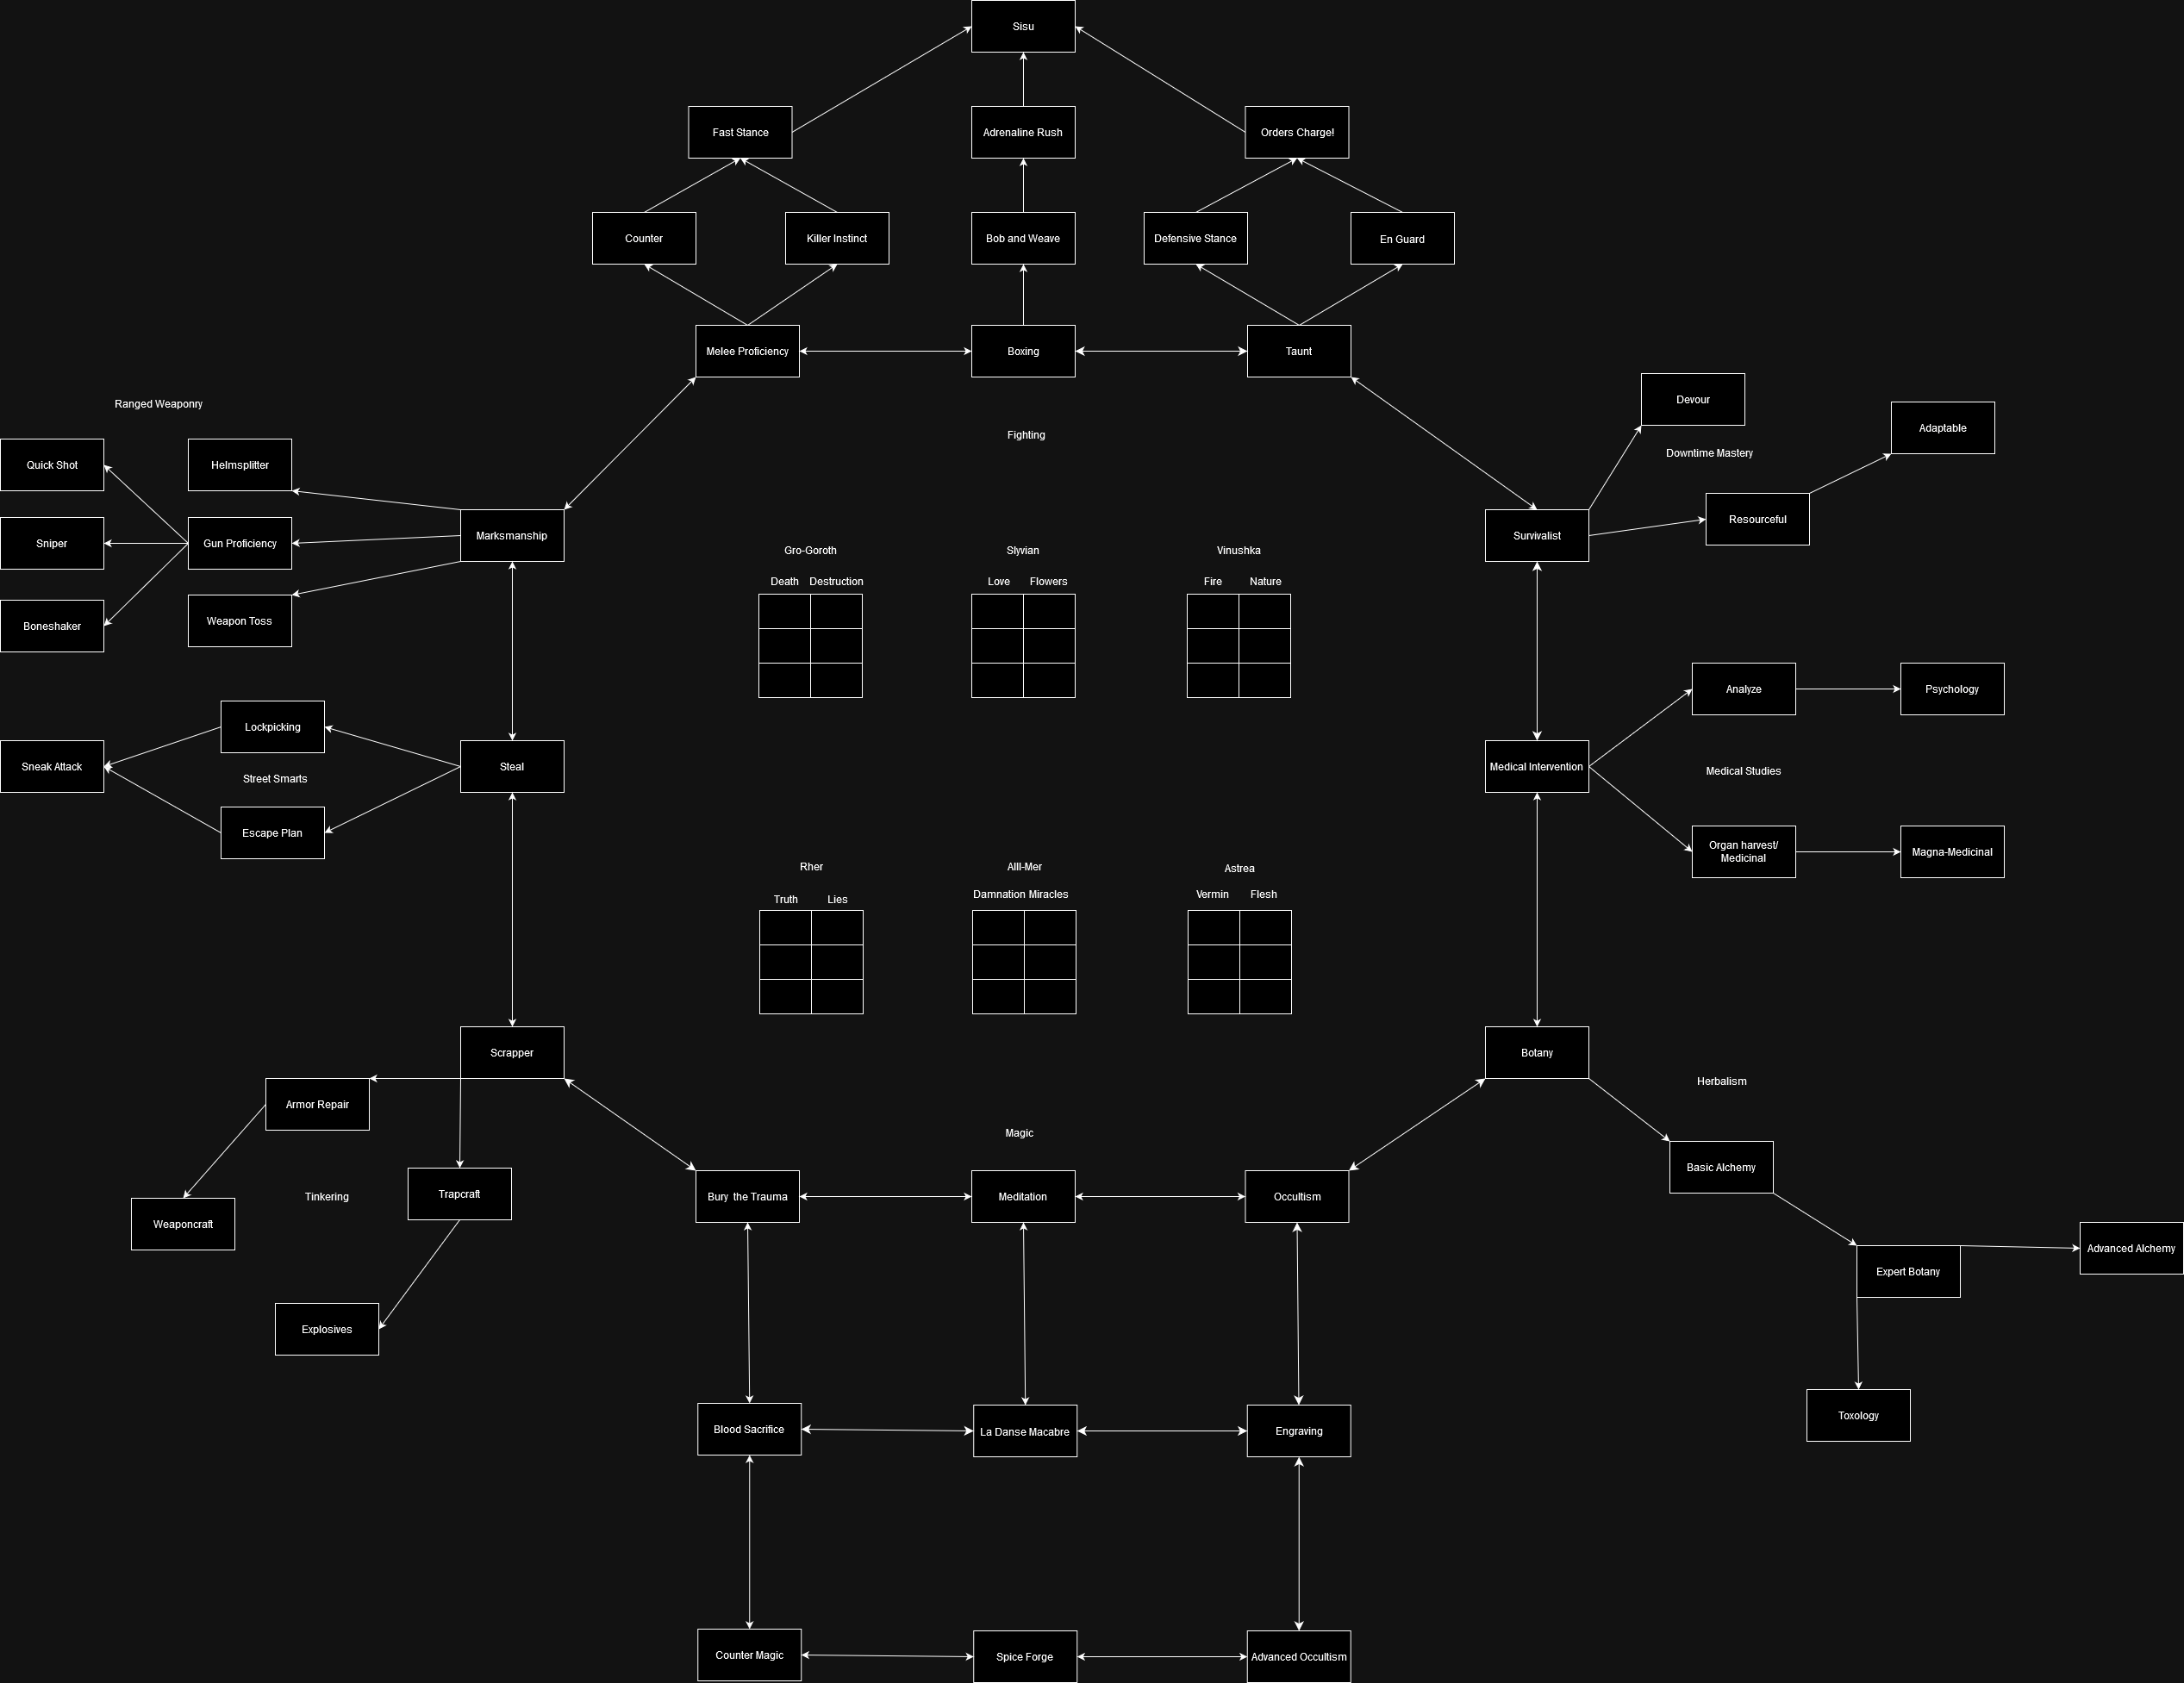 Sisu
Fast Stance
Adrenaline Rush
Orders Charge!
Counter
Killer Instinct
Bob and Weave
Defensive Stance
En Guard
Melee Proficiency
Boxing
Taunt
Devour
Ranged Weaponry
Adaptable
Fighting
Downtime Mastery
Quick Shot
Helmsplitter
Resourceful
Marksmanship
Survivalist
Sniper
Gun Proficiency
Gro-Goroth
Slyvian
Vinushka
Death Destruction
Love Flowers
Fire Nature
Boneshaker
Weapon Toss
Analyze
Psychology
Lockpicking
Sneak Attack
Steal
Medical Intervention
Medical Studies
Street Smarts
Escape Plan
Organ harvest/
Medicinal
Magna-Medicinal
Rher
Alll-Mer
Astrea
Truth Lies
Damnation Miracles
Vermin Flesh
Scrapper
Botany
Herbalism
Armor Repair
Magic
Basic Alchemy
Trapcraft
Tinkering
Bury the Trauma
Meditation
Occultism
Weaponcraft
Advanced Alchemy
Expert Botany
Explosives
Toxology
Blood Sacrifice
La Danse Macabre
Engraving
Counter Magic
Spice Forge
Advanced Occultism